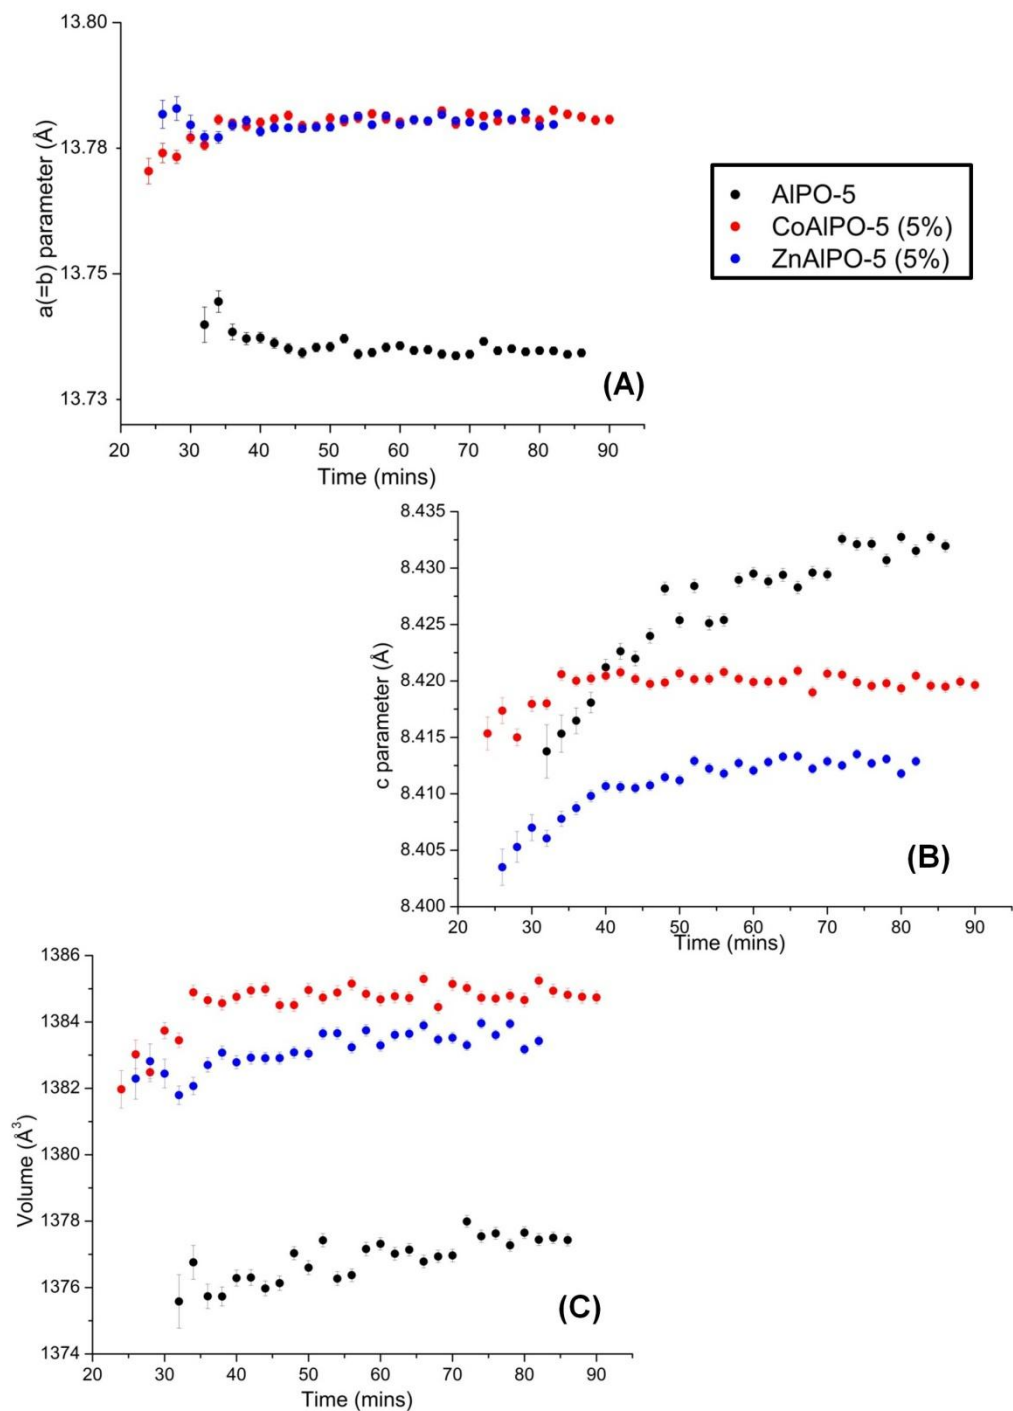 13.80
13.78
13.75
13.73
a(=b) parameter (Å)
20 30 40 50 60 70 80 90
Time (mins)
(A)
AlPO-5
CoAlPO-5 (5%)
ZnAlPO-5 (5%)
8.435
8.430
8.425
8.420
8.415
8.410
8.405
8.400
c parameter (Å)
20 30 40 50 60 70 80 90
Time (mins)
(B)
1386
1384
1382
1380
1378
1376
1374
Volume (Å³)
20 30 40 50 60 70 80 90
Time (mins)
(C)